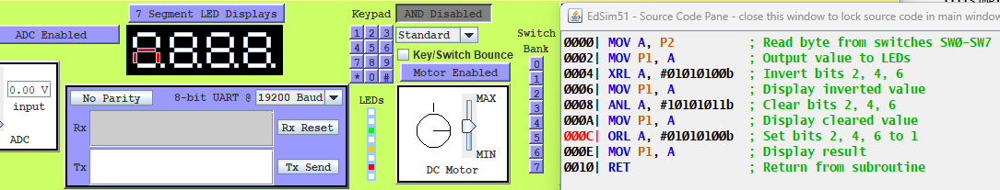 7 Segment LED Displays
Keypad
AND Disabled
ADC Enabled
Standard
Switch
Bank
1 2 3
4 5 6
7 8 9
* 0 #
Key/Switch Bounce
Motor Enabled
0
1
2
3
4
5
6
7
0.00 V
input
ADC
No Parity
8-bit UART @
19200 Baud
LEDs
Rx
Rx Reset
Tx
Tx Send
MAX
MIN
DC Motor
EdSim51 - Source Code Pane - close this window to lock source code in main window
0000| MOV A, P2 ; Read byte from switches SW0-SW7
0002| MOV P1, A ; Output value to LEDs
0004| XRL A, #01010100b ; Invert bits 2, 4, 6
0006| MOV P1, A ; Display inverted value
0008| ANL A, #10101011b ; Clear bits 2, 4, 6
000A| MOV P1, A ; Display cleared value
000C| ORL A, #01010100b ; Set bits 2, 4, 6 to 1
000E| MOV P1, A ; Display result
0010| RET ; Return from subroutine